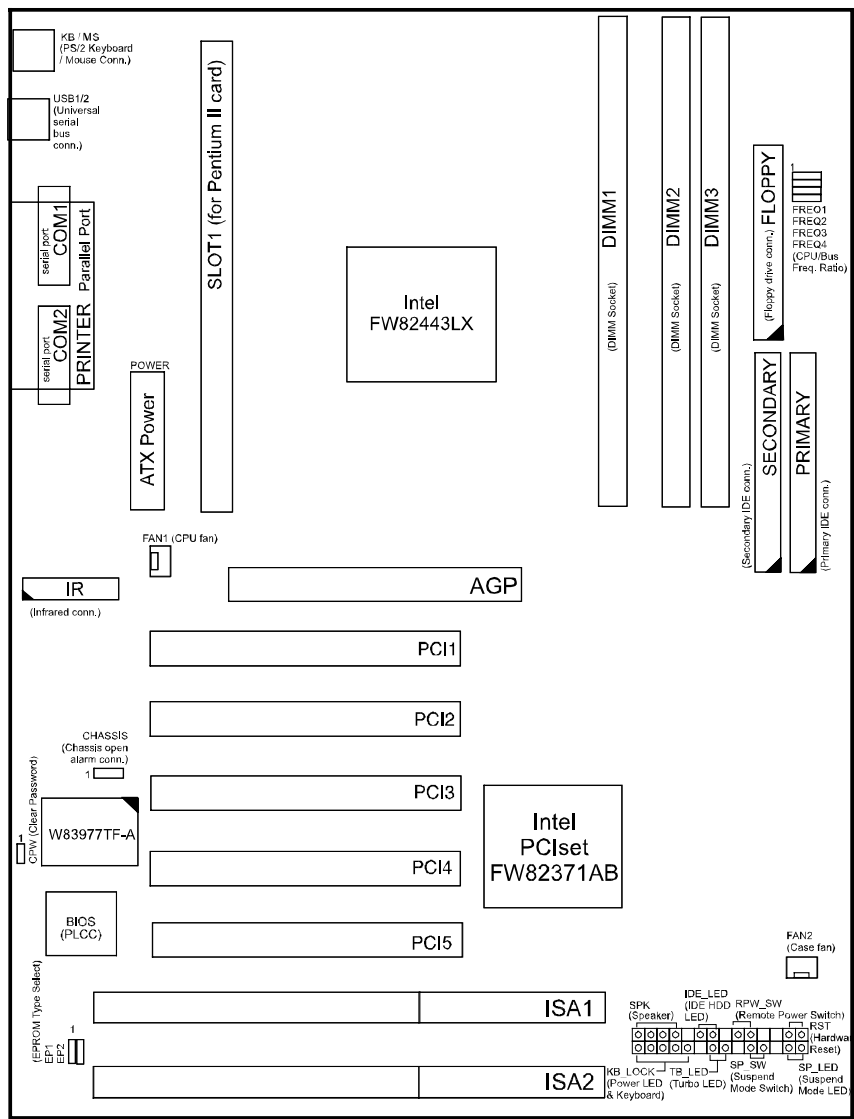 KB / MS
(PS/2 Keyboard
/ Mouse Conn.)
USB1/2
(Universal
serial
bus
conn.)
serial port
COM1
Parallel Port
PRINTER
serial port
COM2
SLOT1 (for Pentium II card)
POWER
ATX Power
Intel
FW82443LX
DIMM1
(DIMM Socket)
DIMM2
(DIMM Socket)
DIMM3
(DIMM Socket)
FLOPPY
(Floppy drive conn.)
1
FREQ1
FREQ2
FREQ3
FREQ4
(CPU/Bus
Freq. Ratio)
SECONDARY
(Secondary IDE conn.)
PRIMARY
(Primary IDE conn.)
FAN1 (CPU fan)
IR
(Infrared conn.)
AGP
PCI1
PCI2
CHASSIS
(Chassis open
alarm conn.)
1
PCI3
CPW (Clear Password)
1
W83977TF-A
Intel
PCIset
FW82371AB
PCI4
BIOS
(PLCC)
PCI5
FAN2
(Case fan)
(EPROM Type Select)
EP1
EP2
1
ISA1
ISA2
SPK
(Speaker)
IDE_LED
(IDE HDD
LED)
RPW_SW
(Remote Power Switch)
RST
(Hardwar
Reset)
KB_LOCK
(Power LED
& Keyboard)
TB_LED
(Turbo LED)
SP_SW
(Suspend
Mode Switch)
SP_LED
(Suspend
Mode LED)